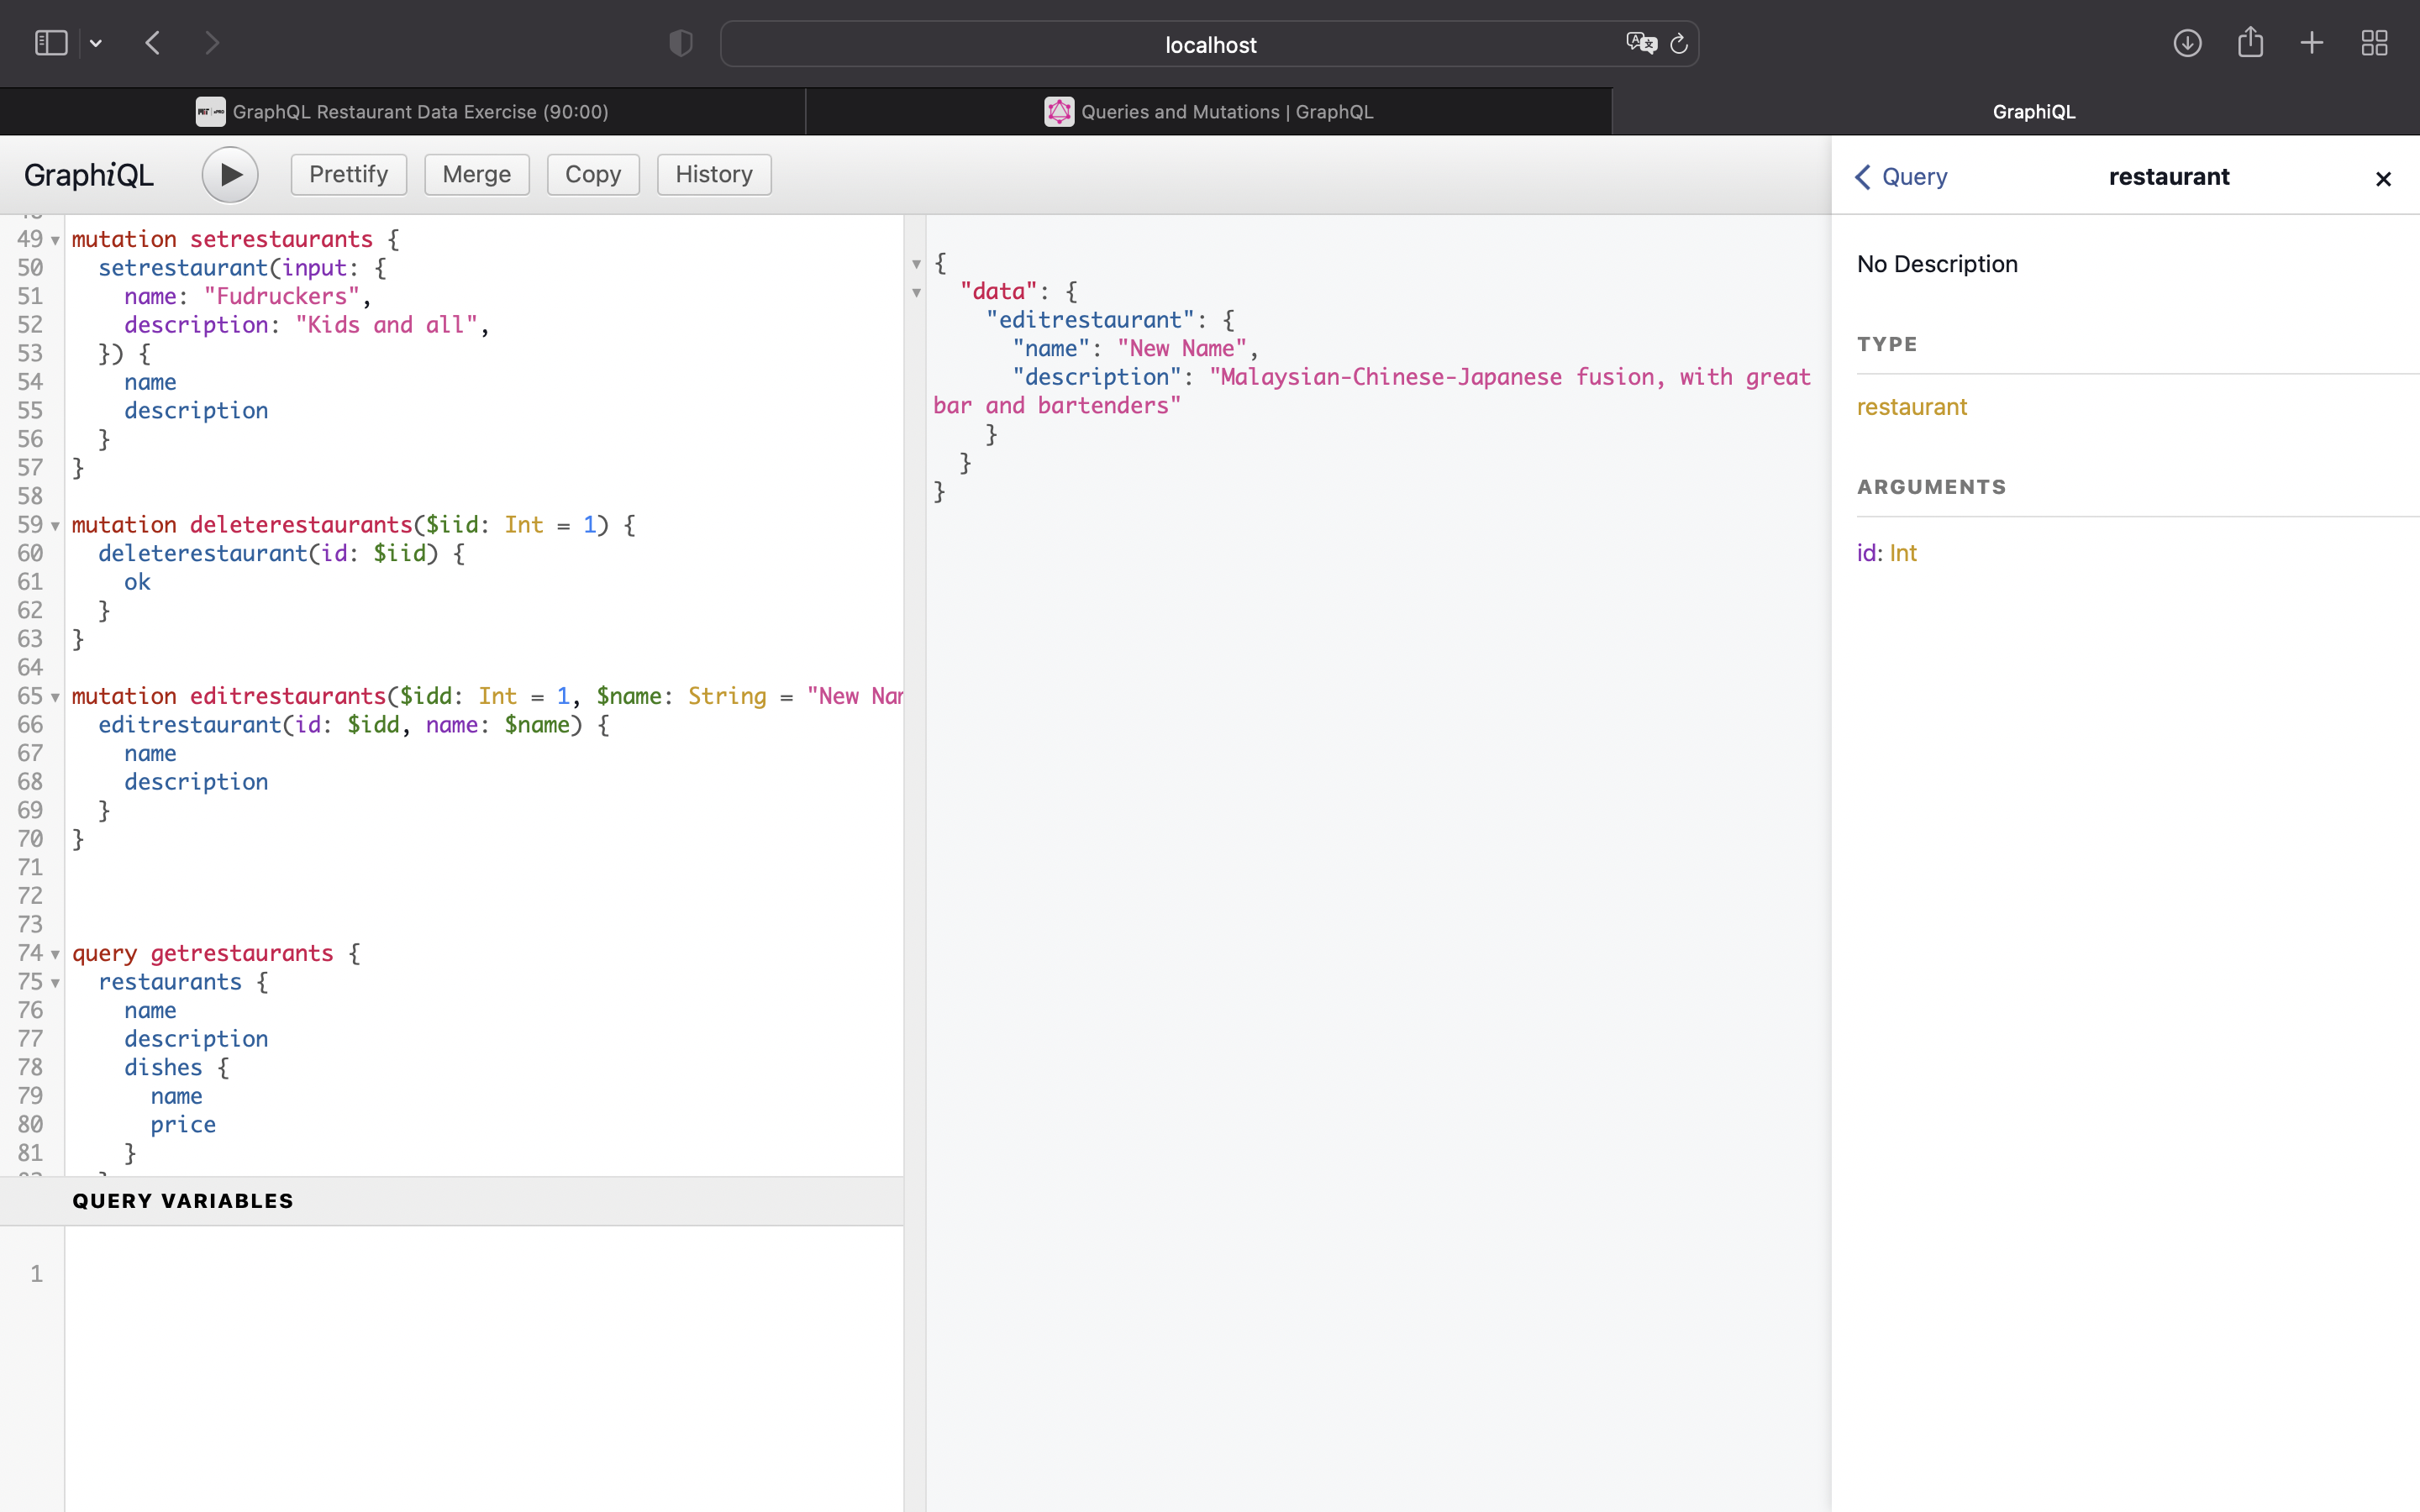 localhost
GraphQL Restaurant Data Exercise (90:00)
Queries and Mutations | GraphQL
GraphiQL
GraphiQL
Prettify
Merge
Copy
History
49 mutation setrestaurants {
50 setrestaurant(input: {
51 name: "Fudruckers",
52 description: "Kids and all",
53 }) {
54 name
55 description
56 }
57 }
58
59 mutation deleterestaurants($iid: Int = 1) {
60 deleterestaurant(id: $iid) {
61 ok
62 }
63 }
64
65 mutation editrestaurants($idd: Int = 1, $name: String = "New Nar
66 editrestaurant(id: $idd, name: $name) {
67 name
68 description
69 }
70 }
71
72
73
74 query getrestaurants {
75 restaurants {
76 name
77 description
78 dishes {
79 name
80 price
81 }
QUERY VARIABLES
1
{
"data": {
"editrestaurant": {
"name": "New Name",
"description": "Malaysian-Chinese-Japanese fusion, with great
bar and bartenders"
}
}
}
Query
restaurant
No Description
TYPE
restaurant
ARGUMENTS
id: Int